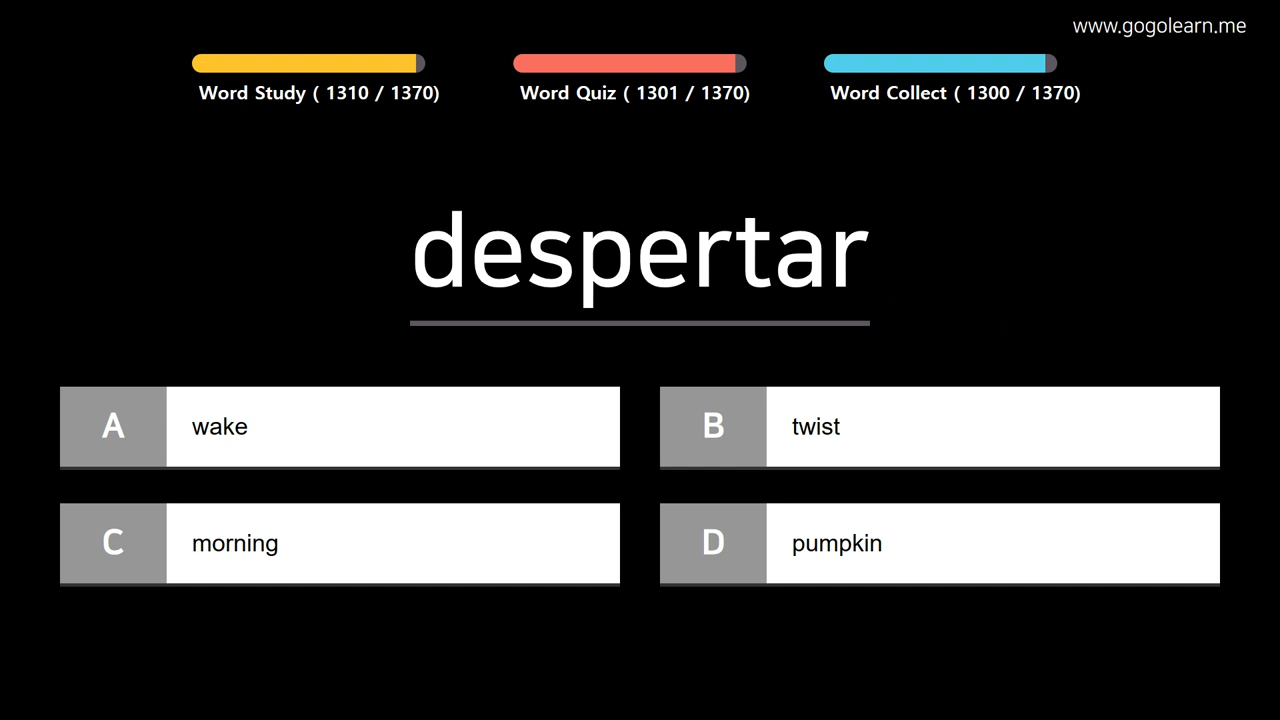 www.gogolearn.me
Word Study ( 1310 / 1370)
Word Quiz ( 1301 / 1370)
Word Collect ( 1300 / 1370)
despertar
A wake
B twist
C morning
D pumpkin